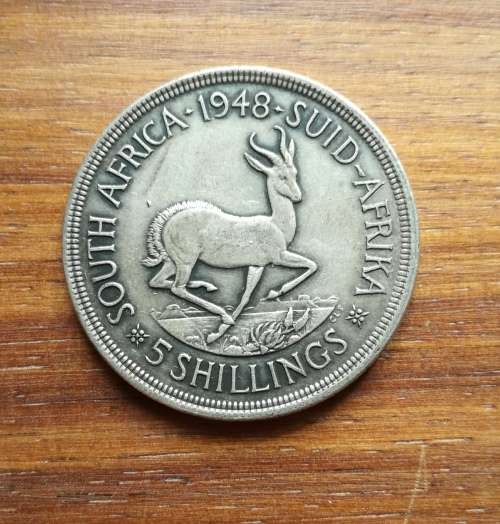 SOUTH AFRICA · 1948 · SUID-AFRIKA
5 SHILLINGS